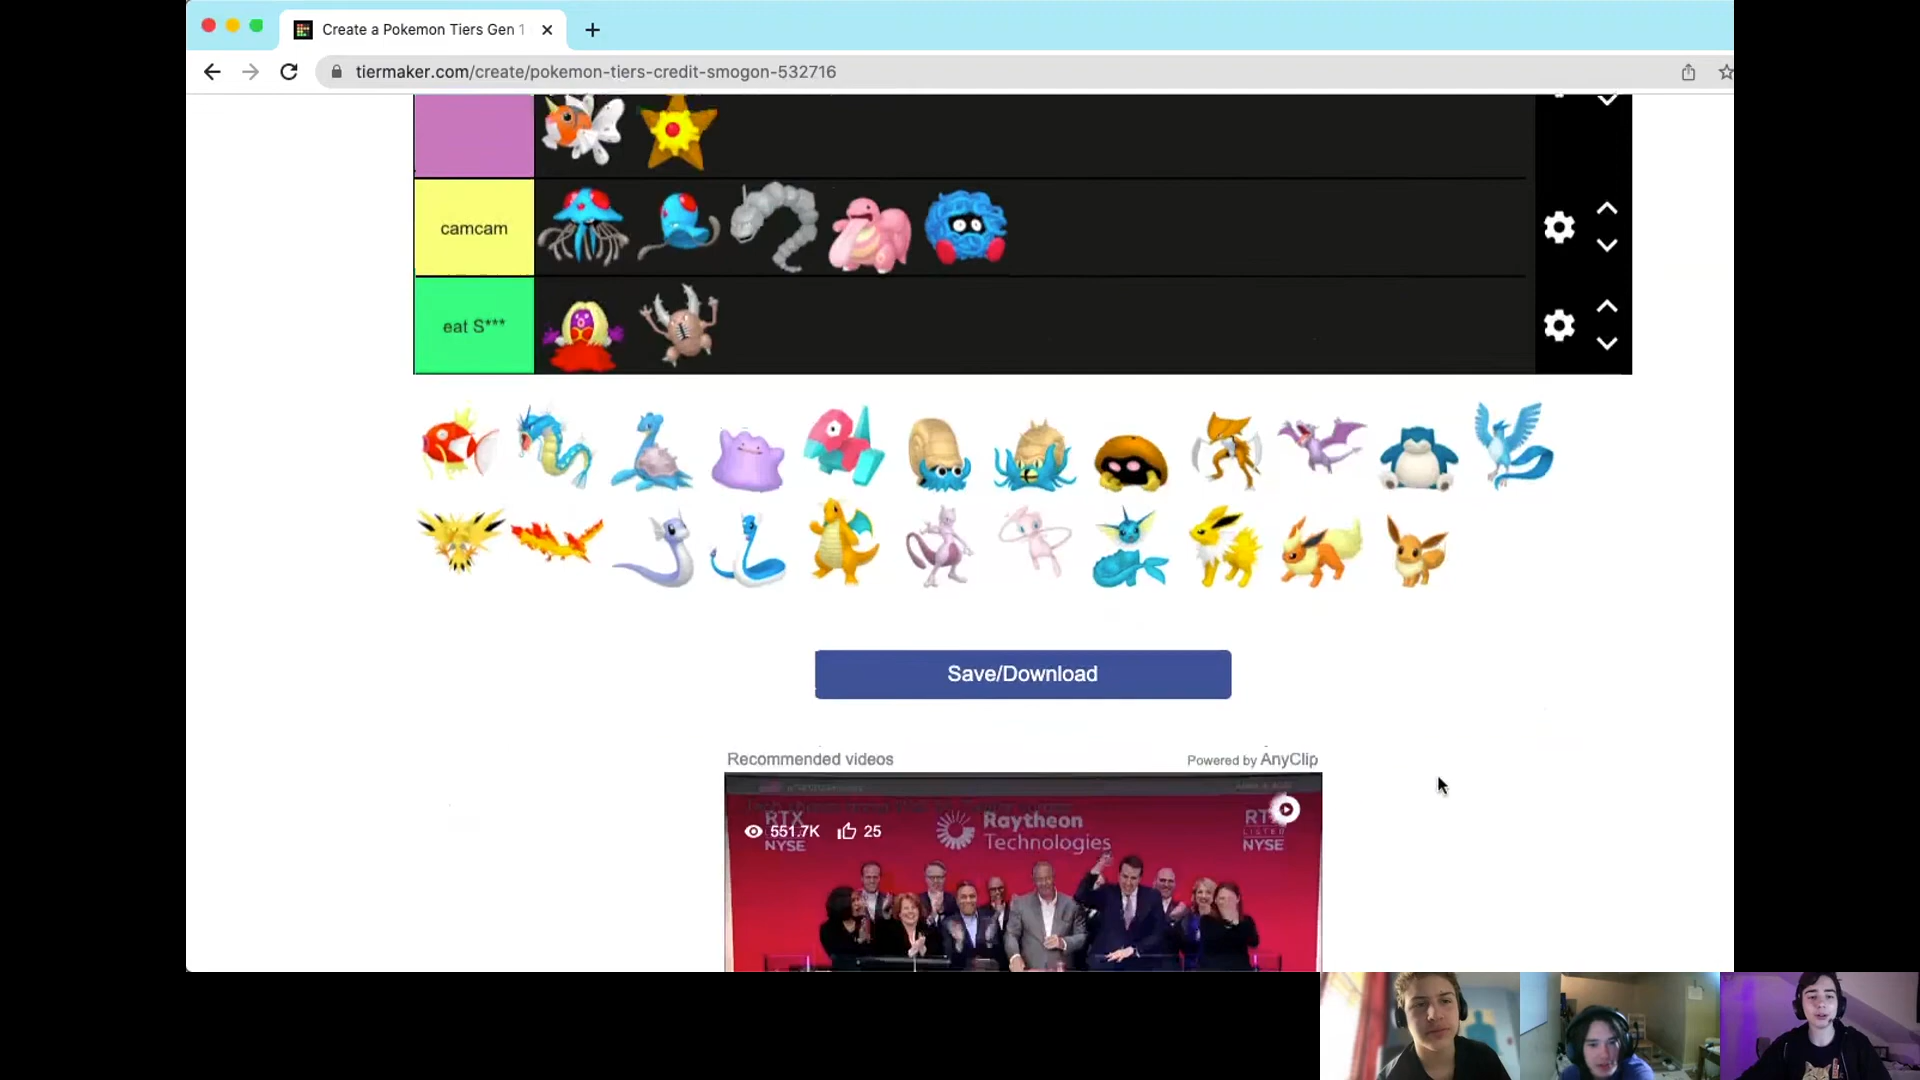 Create a Pokemon Tiers Gen 1
tiermaker.com/create/pokemon-tiers-credit-smogon-532716
camcam
eat S***
Save/Download
Recommended videos
Powered by AnyClip
551.7K 25
RTX
NYSE
Raytheon
Technologies
LISTED
NYSE